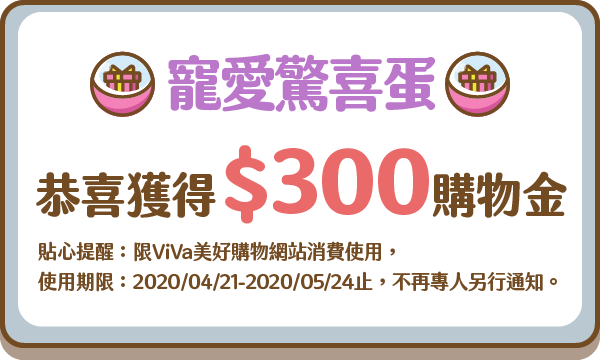 寵愛驚喜蛋
恭喜獲得$300購物金
貼心提醒：限ViVa美好購物網站消費使用，
使用期限：2020/04/21-2020/05/24止，不再專人另行通知。